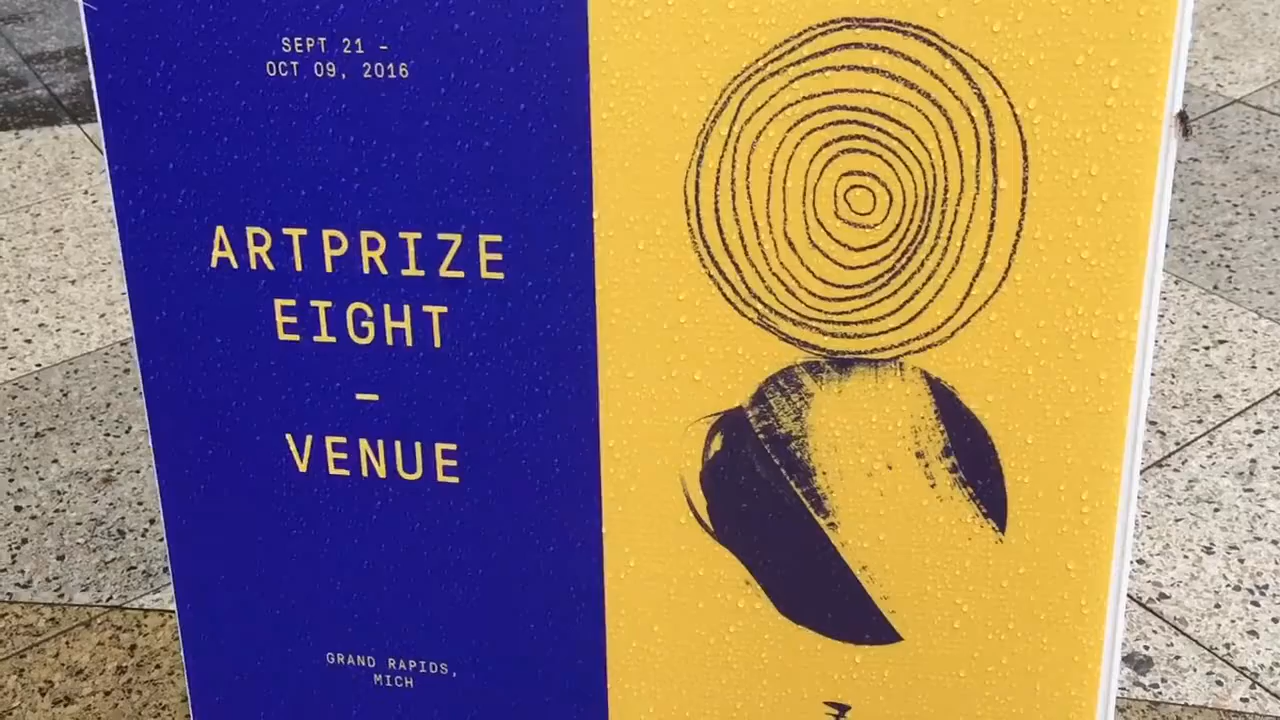 SEPT 21 –
OCT 09, 2016
ARTPRIZE
EIGHT
–
VENUE
GRAND RAPIDS,
MICH